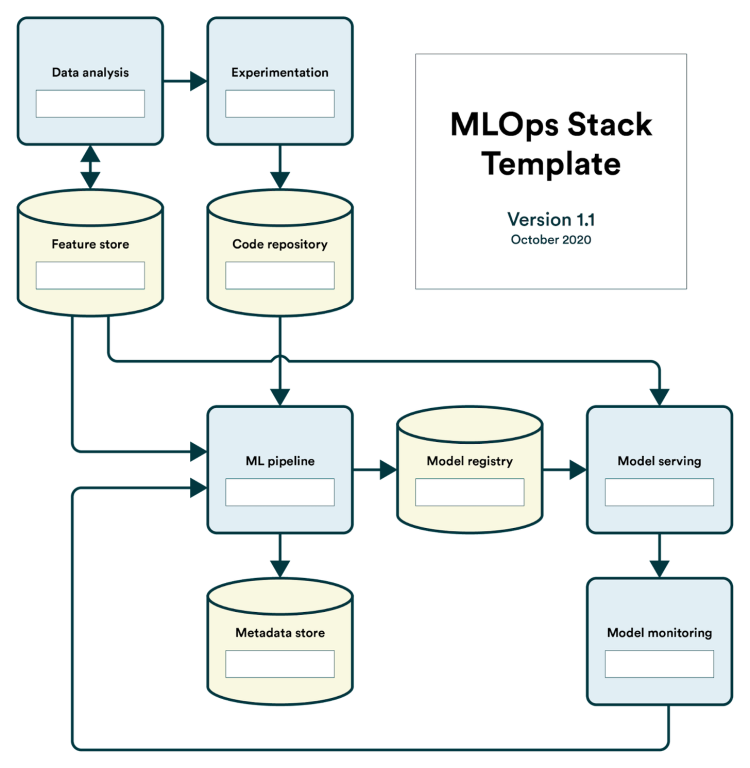 Data analysis
Experimentation
MLOps Stack
Template
Version 1.1
October 2020
Feature store
Code repository
ML pipeline
Model registry
Model serving
Metadata store
Model monitoring